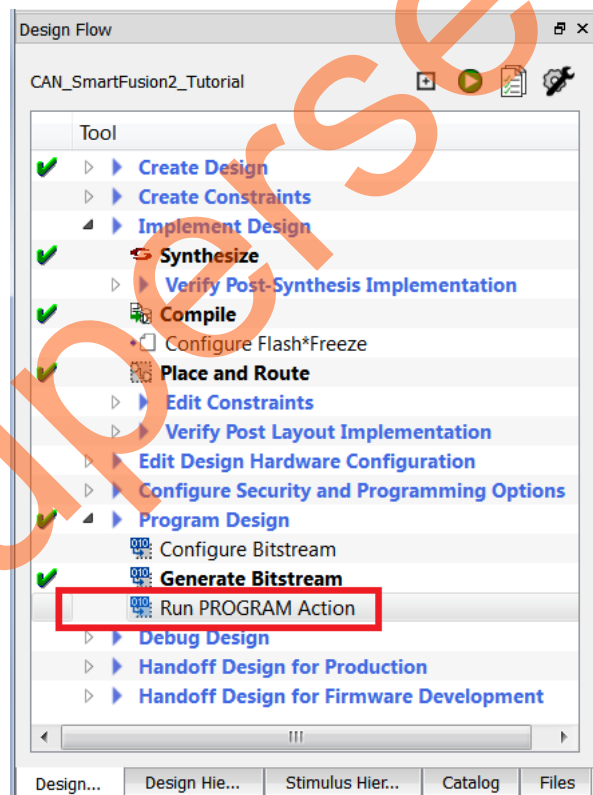 Design Flow
CAN_SmartFusion2_Tutorial
Tool
Create Design
Create Constraints
Implement Design
Synthesize
Verify Post-Synthesis Implementation
Compile
Configure Flash*Freeze
Place and Route
Edit Constraints
Verify Post Layout Implementation
Edit Design Hardware Configuration
Configure Security and Programming Options
Program Design
Configure Bitstream
Generate Bitstream
Run PROGRAM Action
Debug Design
Handoff Design for Production
Handoff Design for Firmware Development
Design... Design Hie... Stimulus Hier... Catalog Files
uperse